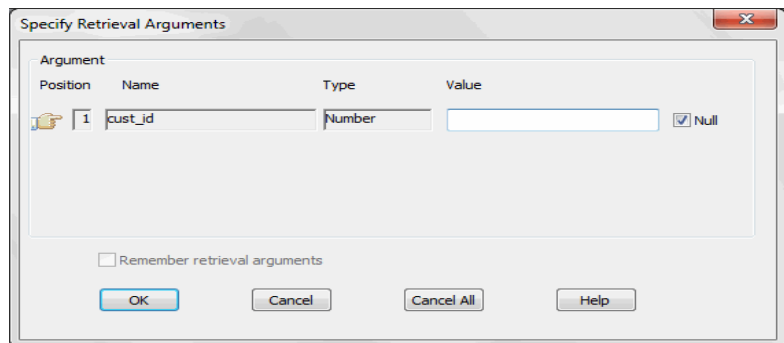 Specify Retrieval Arguments
Argument
Position Name Type Value
1 cust_id Number Null
Remember retrieval arguments
OK Cancel Cancel All Help